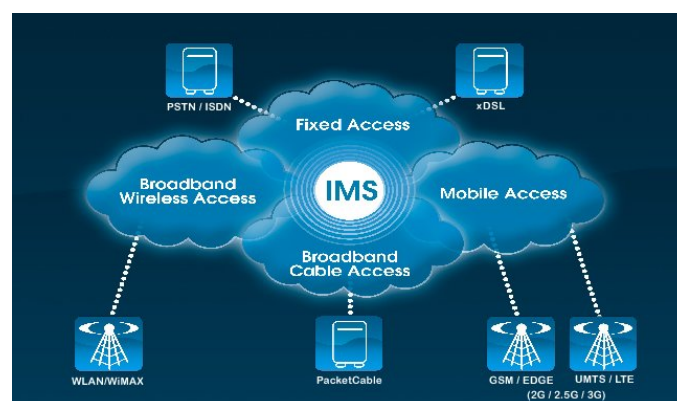 PSTN / ISDN
xDSL
Fixed Access
Broadband
Wireless Access
IMS
Mobile Access
Broadband
Cable Access
WLAN/WiMAX
PacketCable
GSM / EDGE
UMTS / LTE
(2G / 2.5G / 3G)